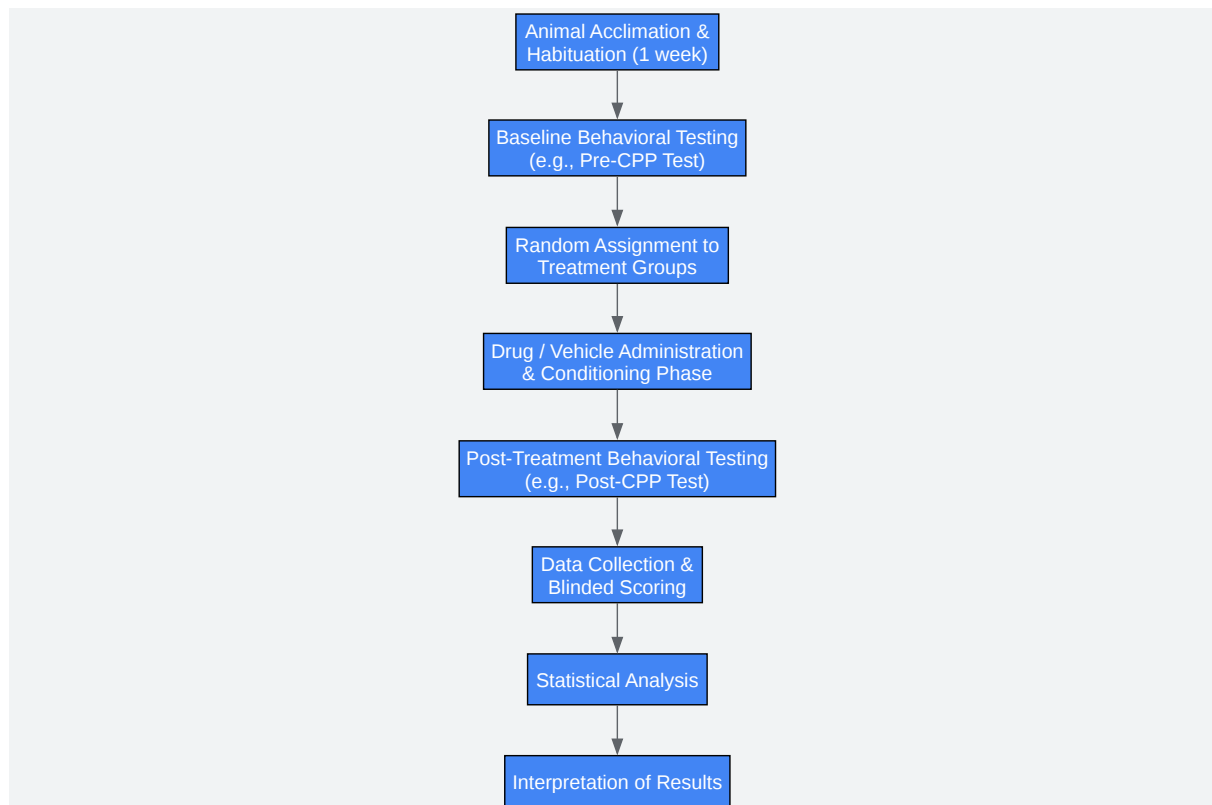 Animal Acclimation &
Habituation (1 week)
Baseline Behavioral Testing
(e.g., Pre-CPP Test)
Random Assignment to
Treatment Groups
Drug / Vehicle Administration
& Conditioning Phase
Post-Treatment Behavioral Testing
(e.g., Post-CPP Test)
Data Collection &
Blinded Scoring
Statistical Analysis
Interpretation of Results